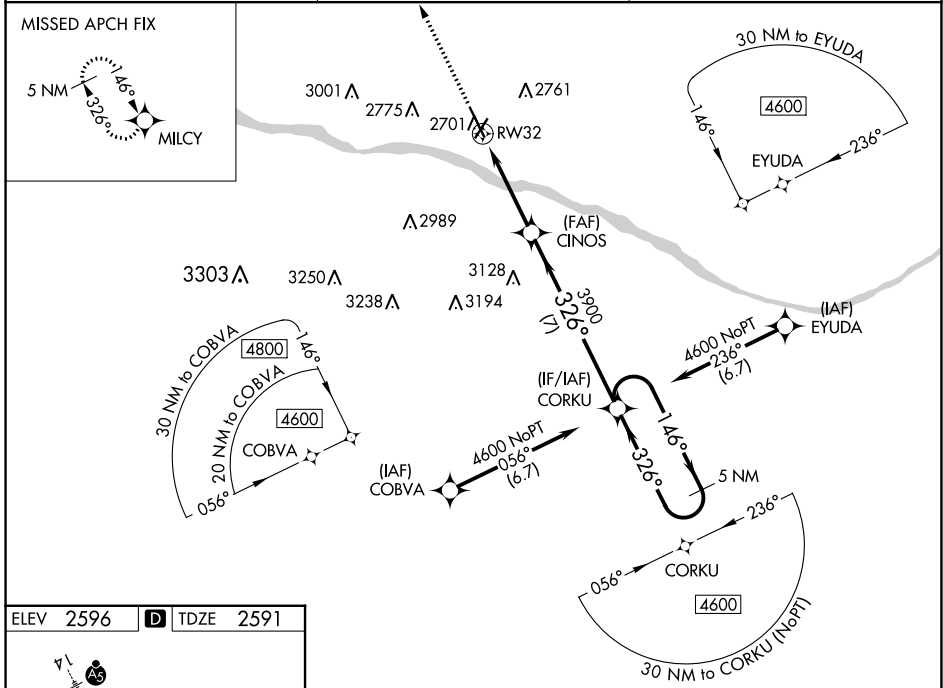 MISSED APCH FIX
5 NM
146°
326°
MILCY
3001
2775
2761
2701
RW32
30 NM to EYUDA
4600
146°
EYUDA
236°
2989
(FAF)
CINOS
3303
3250
3128
3238
3194
3900
326°
(7)
(IAF)
EYUDA
4600 NoPT
236°
(6.7)
30 NM to COBVA
4800
146°
20 NM to COBVA
4600
COBVA
056°
(IF/IAF)
CORKU
4600 NoPT
056°
(6.7)
(IAF)
COBVA
146°
326°
5 NM
236°
056°
CORKU
4600
30 NM to CORKU (NoPT)
ELEV 2596 D TDZE 2591
14
A5